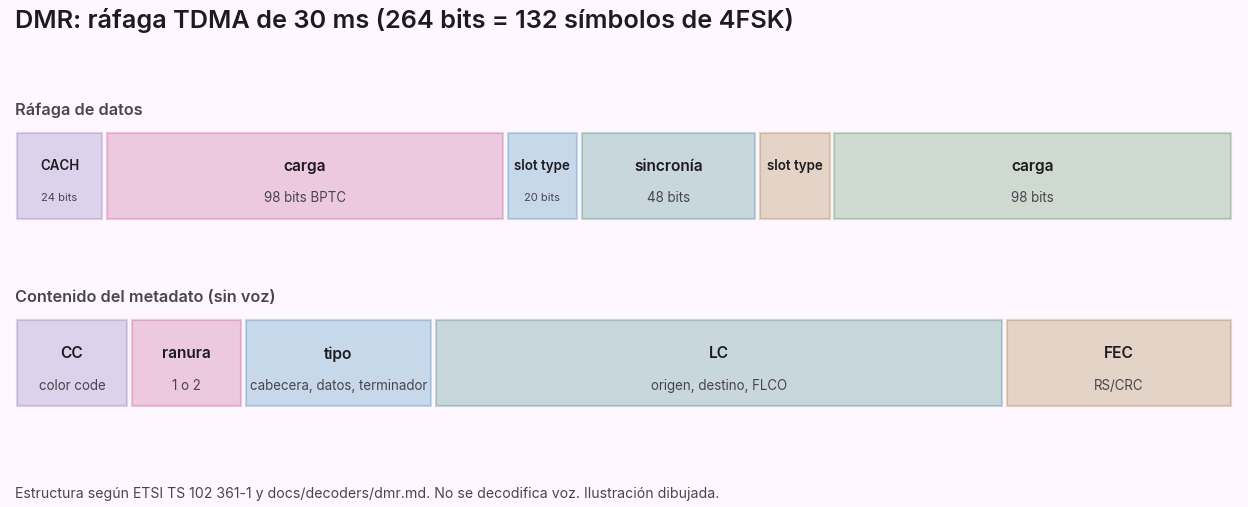 DMR: ráfaga TDMA de 30 ms (264 bits = 132 símbolos de 4FSK)
Ráfaga de datos
CACH carga slot type sincronía slot type carga
24 bits 98 bits BPTC 20 bits 48 bits 98 bits
Contenido del metadato (sin voz)
CC ranura tipo LC FEC
color code 1 o 2 cabecera, datos, terminador origen, destino, FLCO RS/CRC
Estructura según ETSI TS 102 361-1 y docs/decoders/dmr.md. No se decodifica voz. Ilustración dibujada.